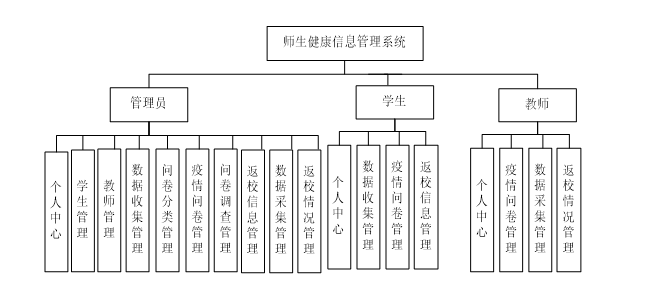 师生健康信息管理系统
管理员
学生
教师
个人中心
学生管理
教师管理
数据收集管理
问卷分类管理
疫情问卷管理
问卷调查管理
返校信息管理
数据采集管理
返校情况管理
个人中心
数据收集管理
疫情问卷管理
返校信息管理
个人中心
疫情问卷管理
数据采集管理
返校情况管理